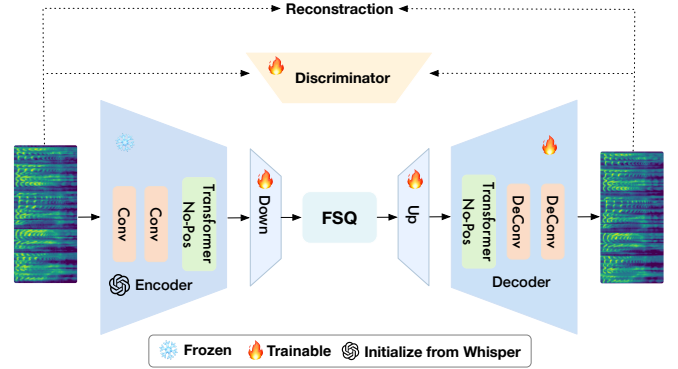 Reconstraction
Discriminator
Conv
Conv
Transformer
No-Pos
Encoder
Down
FSQ
Up
Transformer
No-Pos
DeConv
DeConv
Decoder
Frozen
Trainable
Initialize from Whisper